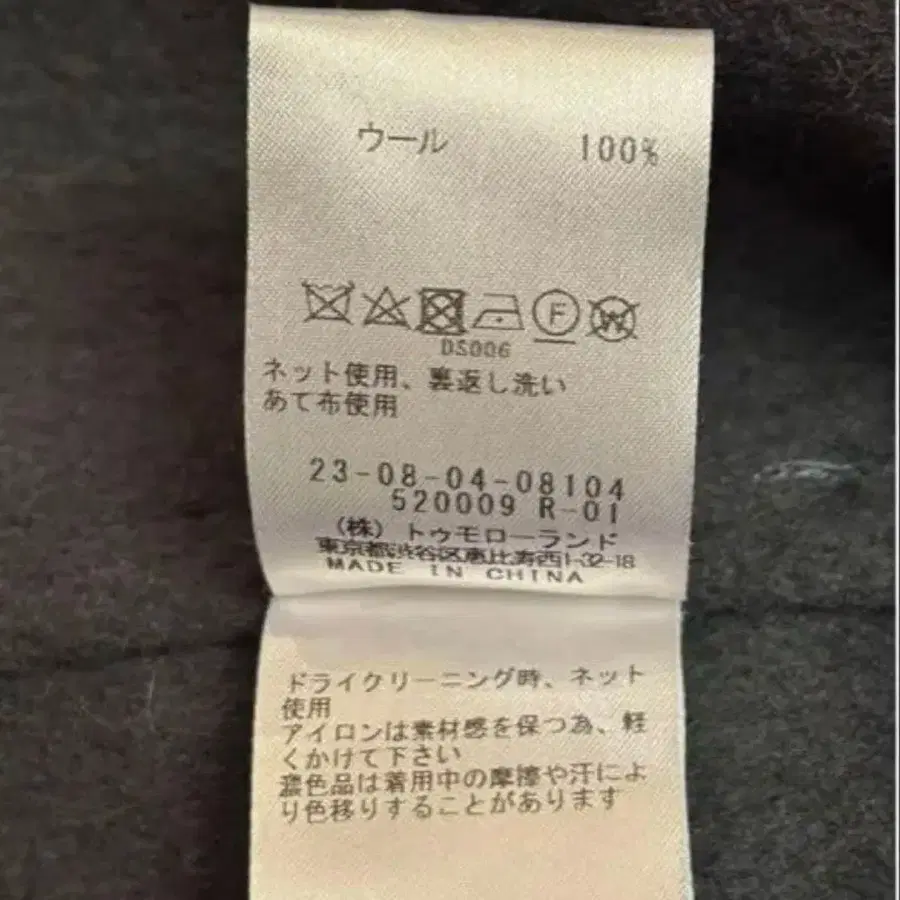 ウール 100%
F W
DS006
ネット使用、裏返し洗い
あて布使用
23-08-04-08104
520009 R-01
(株) トゥモローランド
東京都渋谷区恵比寿西1-32-18
MADE IN CHINA
ドライクリーニング時、ネット
使用
アイロンは素材感を保つ為、軽
くかけて下さい
濃色品は着用中の摩擦や汗によ
り色移りすることがあります